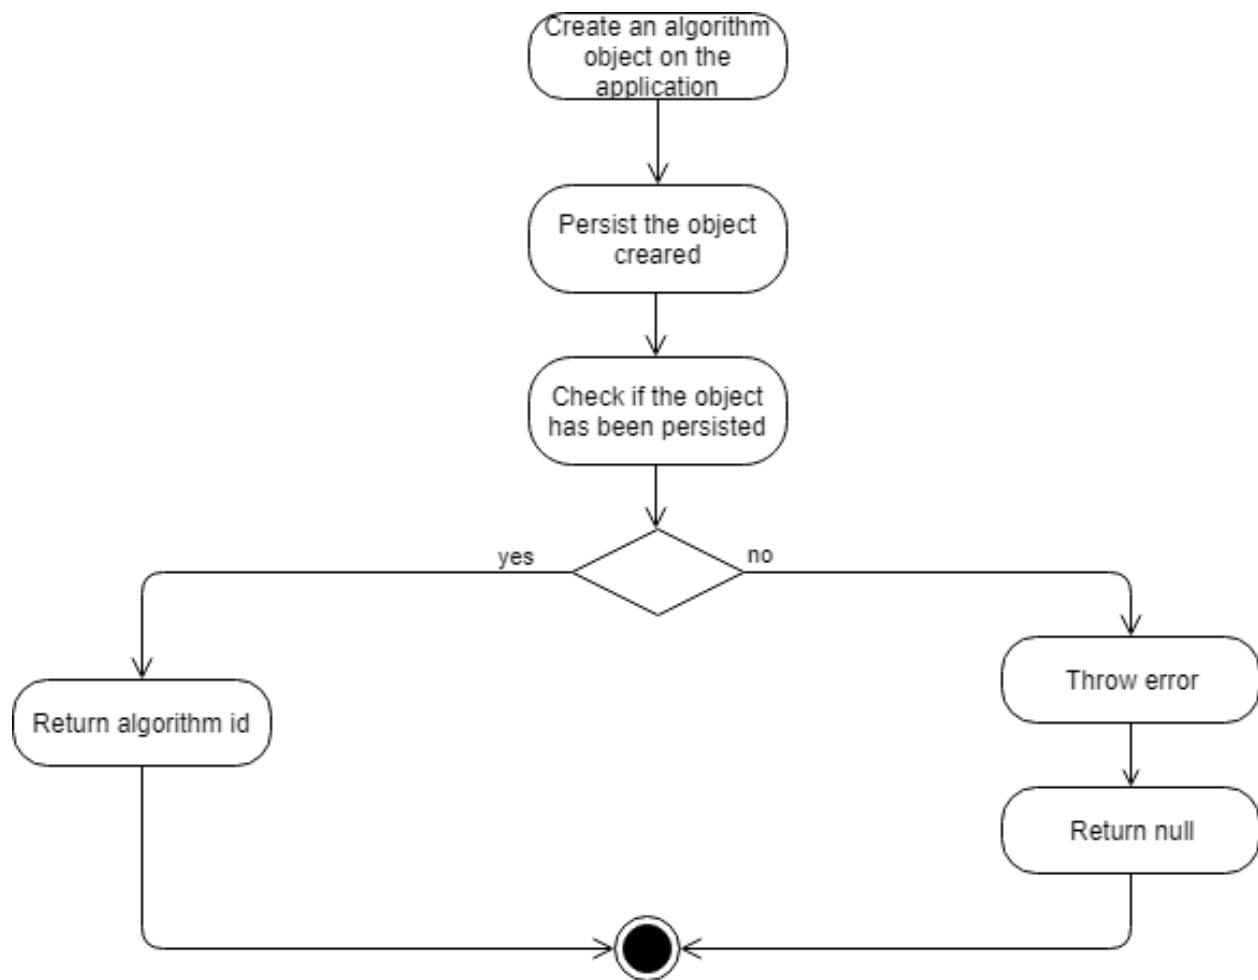 Create an algorithm
object on the
application
Persist the object
creared
Check if the object
has been persisted
yes
no
Throw error
Return algorithm id
Return null